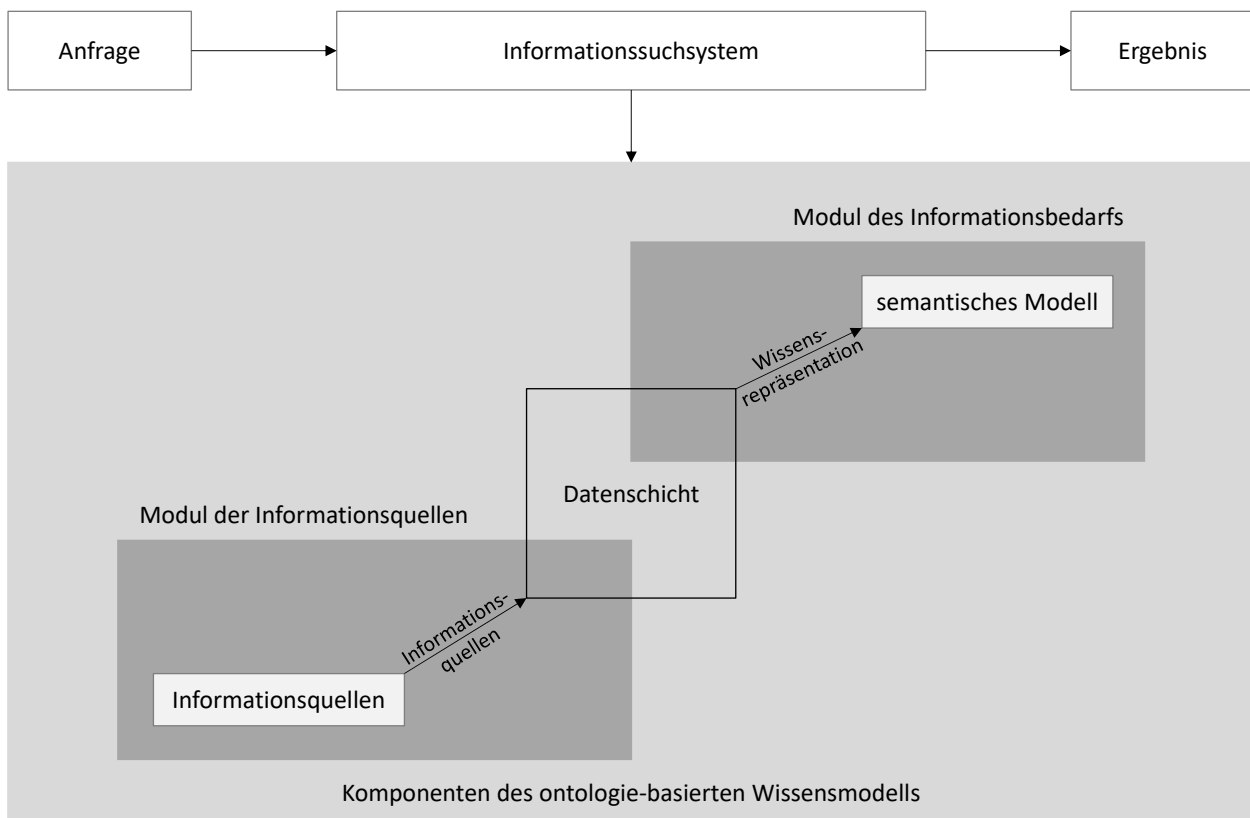 Anfrage
Informationssuchsystem
Ergebnis
Modul des Informationsbedarfs
semantisches Modell
Wissens-
repräsentation
Datenschicht
Modul der Informationsquellen
Informations-
quellen
Informationsquellen
Komponenten des ontologie-basierten Wissensmodells